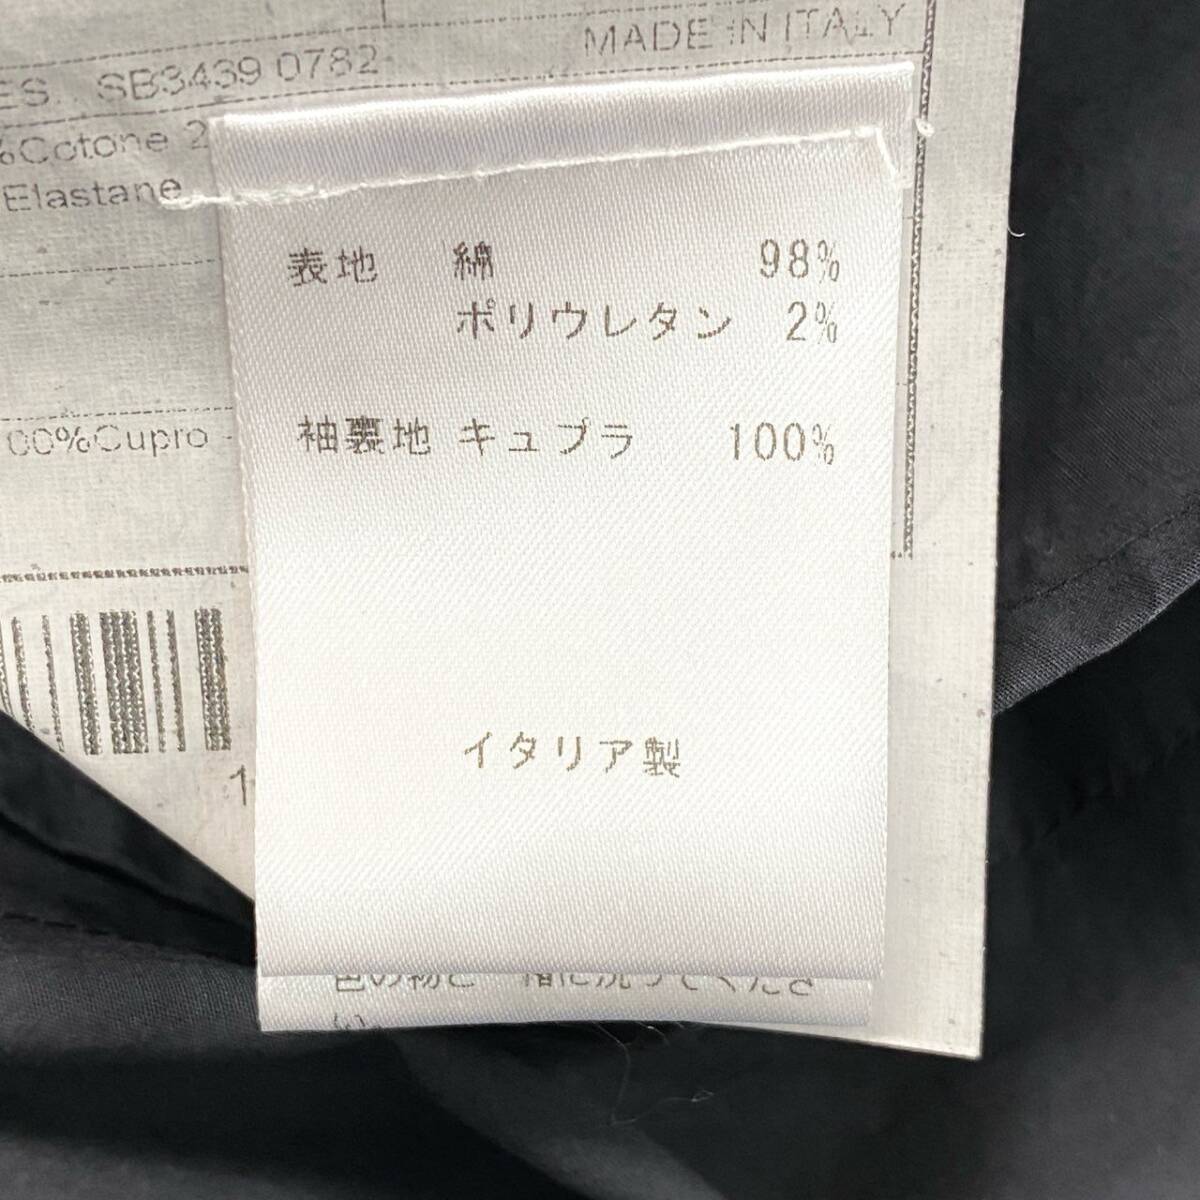 MADE IN ITALY
ES.. SB3439 0782
%Cotone 2
Elastane
表地 綿 98%
ポリウレタン 2%
00%Cupro -
袖裏地 キュプラ 100%
イタリア製
1